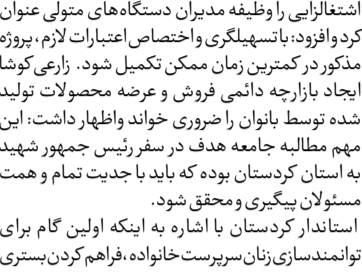 اشتغالزایی را وظیفه مدیران دستگاه‌های متولی عنوان
کرد و افزود: با تسهیلگری و اختصاص اعتبارات لازم، پروژه
مذکور در کمترین زمان ممکن تکمیل شود. زارعی کوشا
ایجاد بازارچه دائمی فروش و عرضه محصولات تولید
شده توسط بانوان را ضروری خواند واظهار داشت: این
مهم مطالبه جامعه هدف در سفر رئیس جمهور شهید
به استان کردستان بوده که باید با جدیت تمام و همت
مسئولان پیگیری و محقق شود.
استاندار کردستان با اشاره به اینکه اولین گام برای
توانمندسازی زنان سرپرست خانواده، فراهم کردن بستری